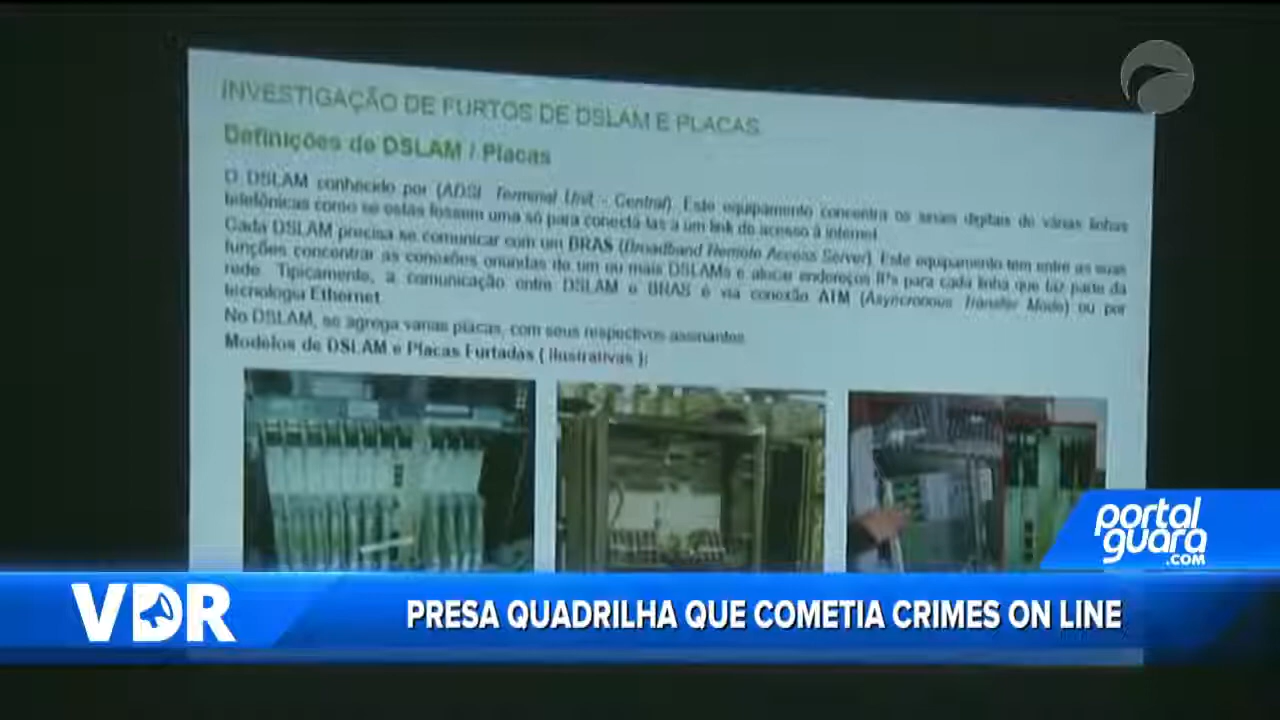 INVESTIGAÇÃO DE FURTOS DE DSLAM E PLACAS
Definições de DSLAM / Placas
O DSLAM conhecido por (ADSL Terminal Unit - Central). Este equipamento concentra os sinais digitais de várias linhas
telefônicas como se estas fossem uma só para conectá-las a um link de acesso à internet.
Cada DSLAM precisa se comunicar com um BRAS (Broadband Remote Access Server). Este equipamento tem entre as suas
funções concentrar as conexões oriundas de um ou mais DSLAMs e alocar endereços IPs para cada linha que faz parte da
rede. Tipicamente, a comunicação entre DSLAM e BRAS é via conexão ATM (Asyncronous Transfer Mode) ou por
tecnologia Ethernet.
No DSLAM, se agrega varias placas, com seus respectivos assinantes.
Modelos de DSLAM e Placas Furtadas ( ilustrativas ):
portal
guara
.COM
VDR
PRESA QUADRILHA QUE COMETIA CRIMES ON LINE